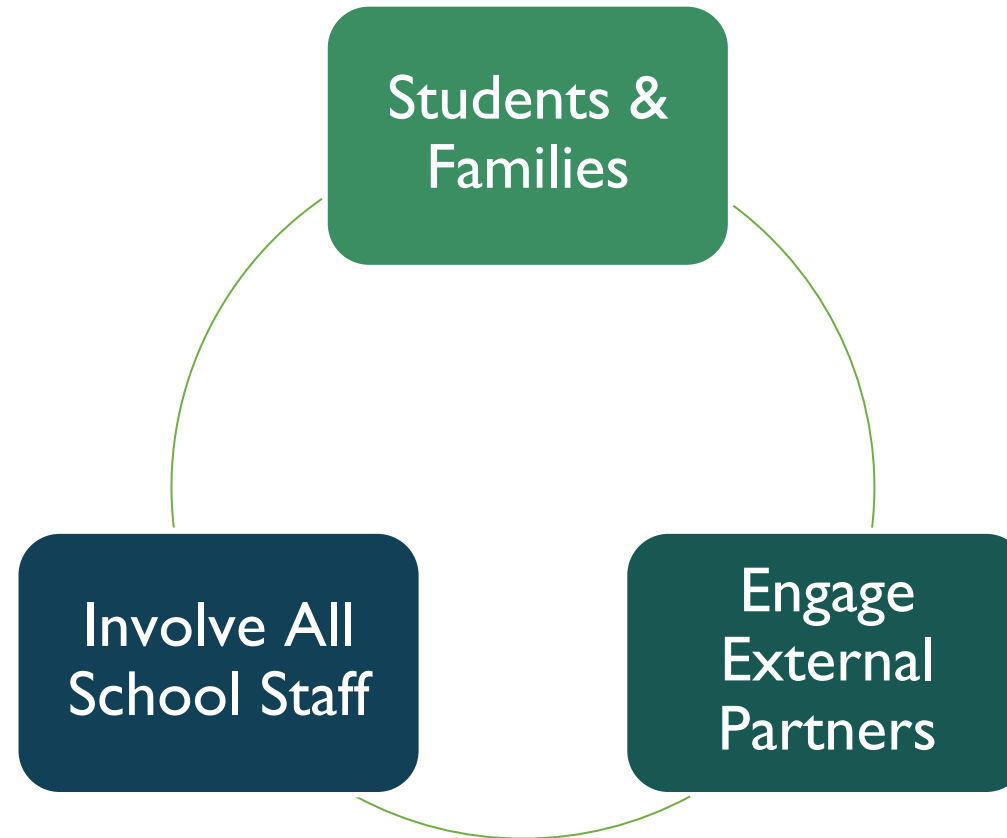 Students &
Families
Involve All
School Staff
Engage
External
Partners